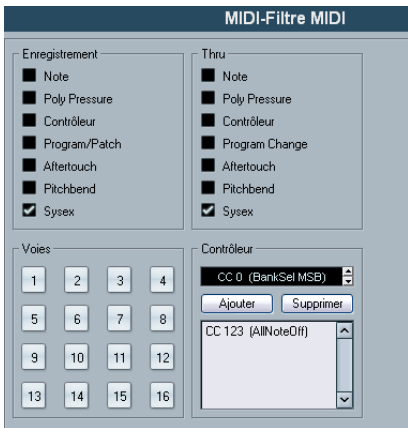 MIDI-Filtre MIDI
Enregistrement
Note
Poly Pressure
Contrôleur
Program/Patch
Aftertouch
Pitchbend
Sysex
Thru
Note
Poly Pressure
Contrôleur
Program Change
Aftertouch
Pitchbend
Sysex
Voies
1 2 3 4
5 6 7 8
9 10 11 12
13 14 15 16
Contrôleur
CC 0 (BankSel MSB)
Ajouter Supprimer
CC 123 (AllNoteOff)